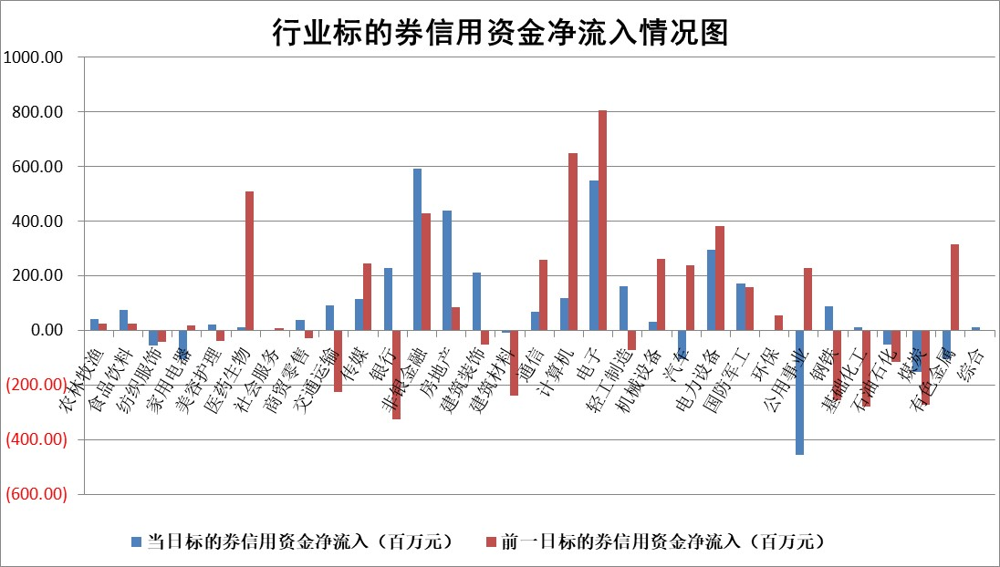 行业标的券信用资金净流入情况图
1000.00
800.00
600.00
400.00
200.00
0.00
(200.00)
(400.00)
(600.00)
农林牧渔
食品饮料
纺织服饰
家用电器
美容护理
医药生物
社会服务
商贸零售
交通运输
传媒
银行
非银金融
房地产
建筑装饰
建筑材料
通信
计算机
电子
轻工制造
机械设备
汽车
电力设备
国防军工
环保
公用事业
钢铁
基础化工
石油石化
煤炭
有色金属
综合
当日标的券信用资金净流入（百万元）
前一日标的券信用资金净流入（百万元）